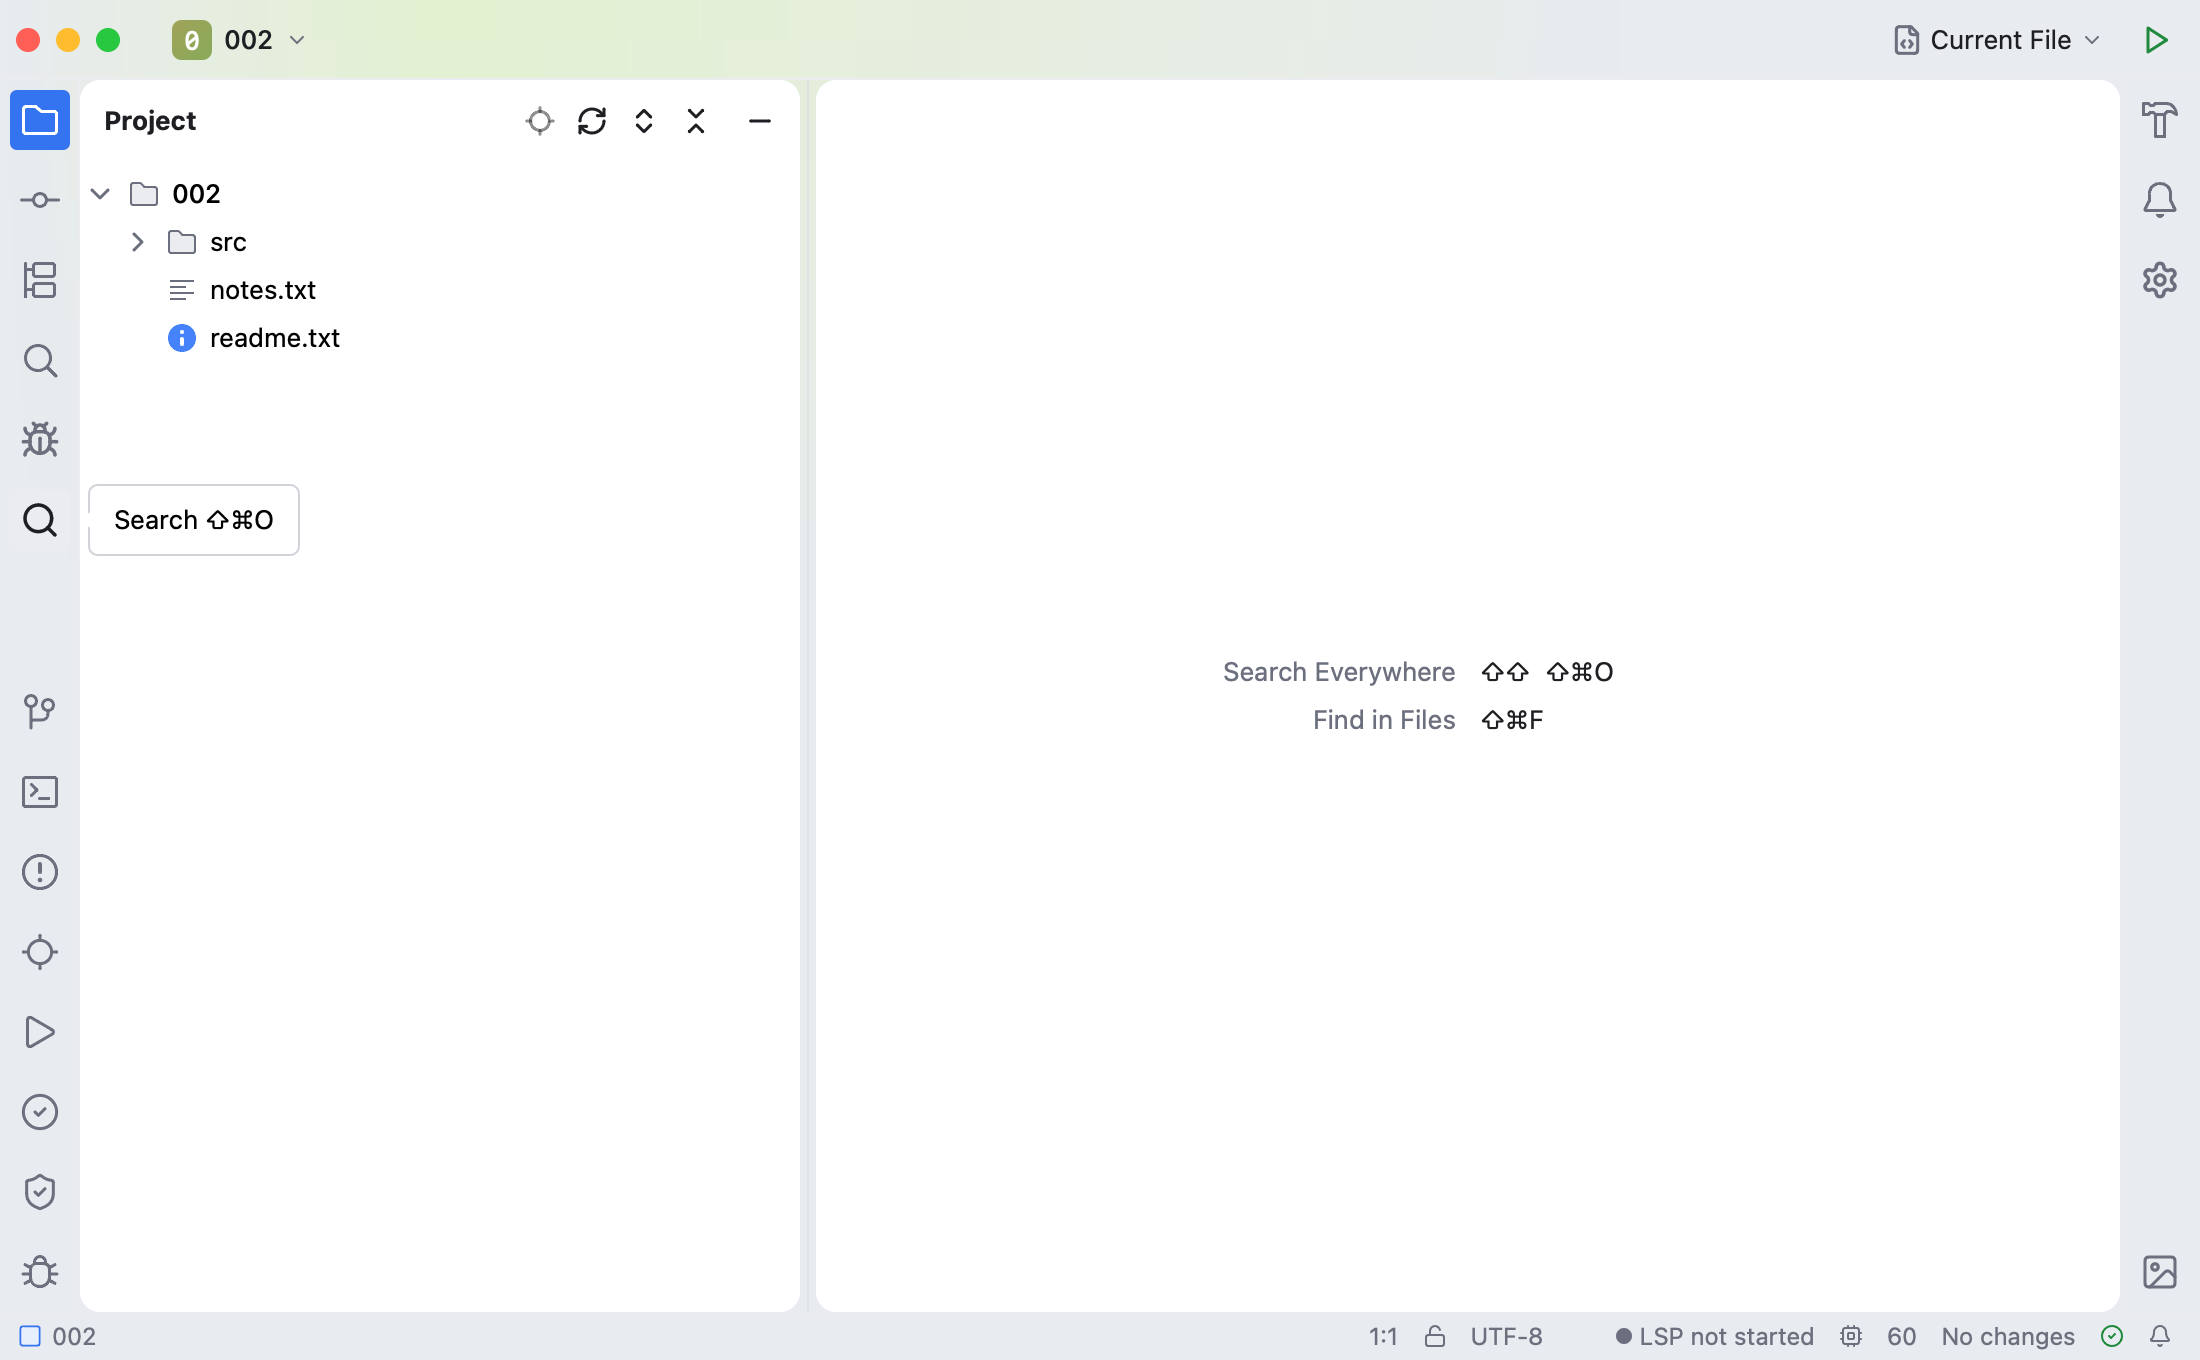 0 002
Current File
Project
002
src
notes.txt
readme.txt
Search ⇧⌘O
Search Everywhere ⇧⇧ ⇧⌘O
Find in Files ⇧⌘F
002
1:1 UTF-8 LSP not started 60 No changes